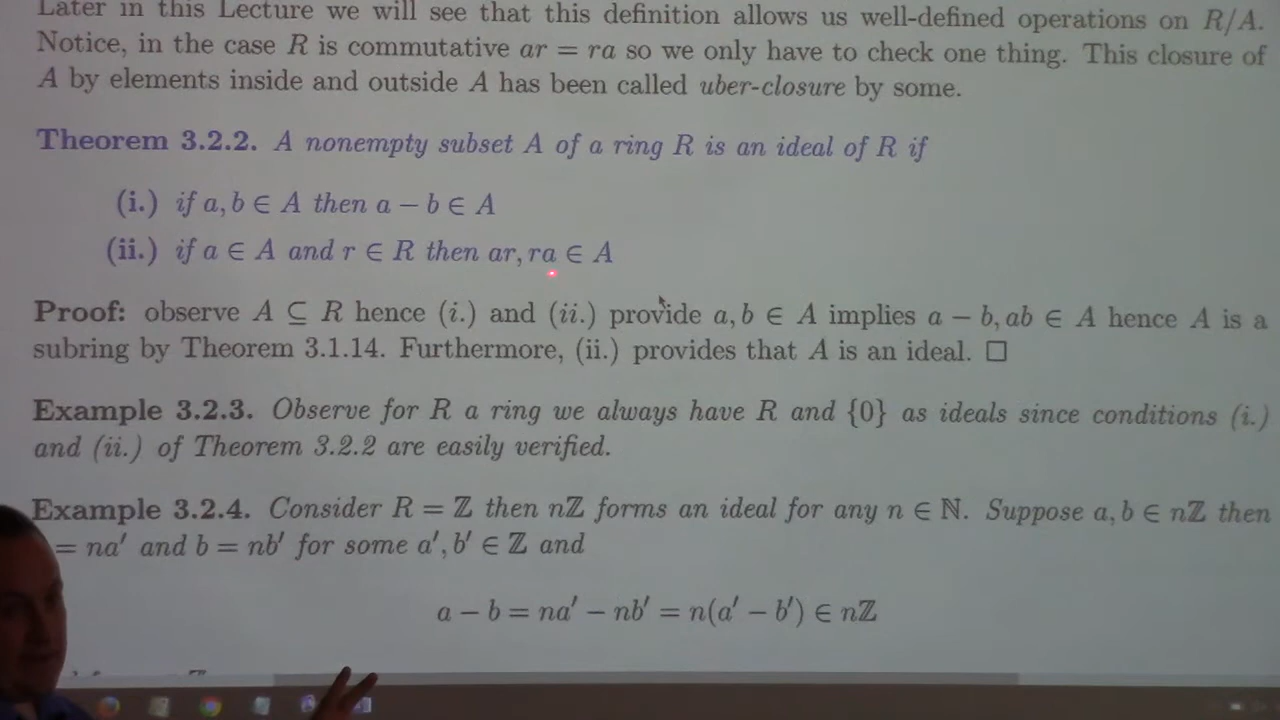 Later in this Lecture we will see that this definition allows us well-defined operations on R/A.
Notice, in the case R is commutative ar = ra so we only have to check one thing. This closure of
A by elements inside and outside A has been called uber-closure by some.
Theorem 3.2.2. A nonempty subset A of a ring R is an ideal of R if
(i.) if a, b ∈ A then a − b ∈ A
(ii.) if a ∈ A and r ∈ R then ar, ra ∈ A
Proof: observe A ⊆ R hence (i.) and (ii.) provide a, b ∈ A implies a − b, ab ∈ A hence A is a
subring by Theorem 3.1.14. Furthermore, (ii.) provides that A is an ideal. □
Example 3.2.3. Observe for R a ring we always have R and {0} as ideals since conditions (i.)
and (ii.) of Theorem 3.2.2 are easily verified.
Example 3.2.4. Consider R = ℤ then nℤ forms an ideal for any n ∈ ℕ. Suppose a, b ∈ nℤ then
= na′ and b = nb′ for some a′, b′ ∈ ℤ and
a − b = na′ − nb′ = n(a′ − b′) ∈ nℤ